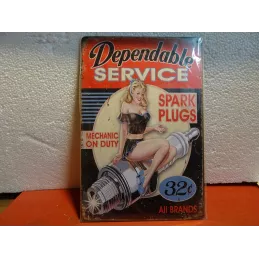 Dependable
SERVICE
SPARK
PLUGS
MECHANIC
ON DUTY
32¢
All BRANDS